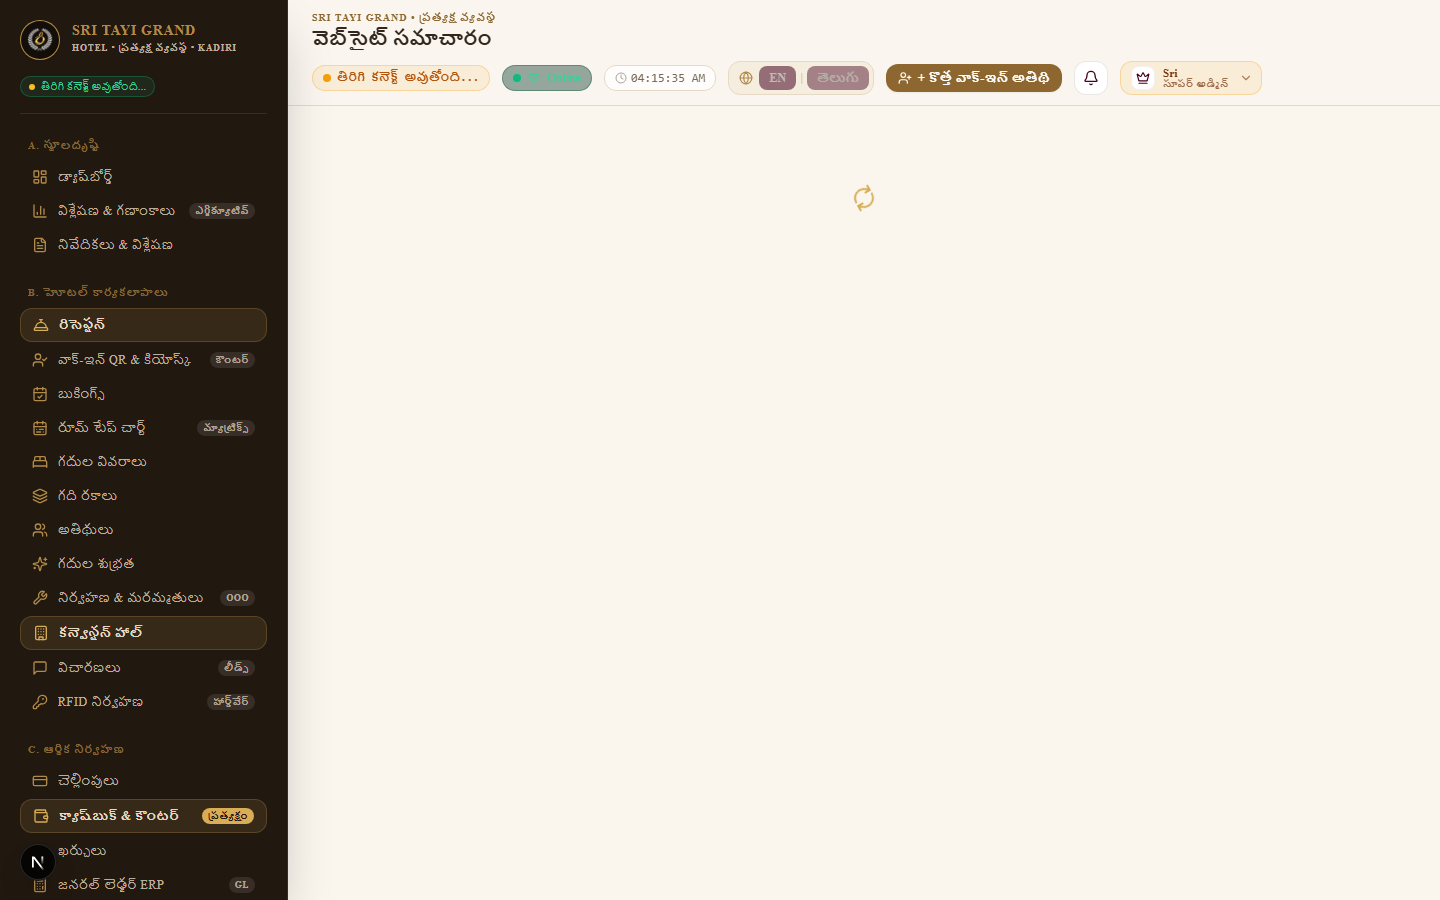 SRI TAYI GRAND
HOTEL • ప్రత్యక్ష వ్యవస్థ • KADIRI
తిరిగి కనెక్ట్ అవుతోంది...
A. స్థూలదృష్టి
డ్యాష్‌బోర్డ్
విశ్లేషణ & గణాంకాలు
ఎగ్జిక్యూటివ్
నివేదికలు & విశ్లేషణ
B. హోటల్ కార్యకలాపాలు
రిసెప్షన్
వాక్-ఇన్ QR & కియోస్క్
కౌంటర్
బుకింగ్స్
రూమ్ టేప్ చార్ట్
మ్యాట్రిక్స్
గదుల వివరాలు
గది రకాలు
అతిథులు
గదుల శుభ్రత
నిర్వహణ & మరమ్మతులు
OOO
కన్వెన్షన్ హాల్
విచారణలు
లీడ్స్
RFID నిర్వహణ
హార్డ్‌వేర్
C. ఆర్థిక నిర్వహణ
చెల్లింపులు
క్యాష్‌బుక్ & కౌంటర్
ప్రత్యక్షం
ఖర్చులు
జనరల్ లెడ్జర్ ERP
GL
SRI TAYI GRAND • ప్రత్యక్ష వ్యవస్థ
వెబ్‌సైట్ సమాచారం
తిరిగి కనెక్ట్ అవుతోంది...
04:15:35 AM
EN
తెలుగు
+ కొత్త వాక్-ఇన్ అతిథి
Sri
సూపర్ అడ్మిన్